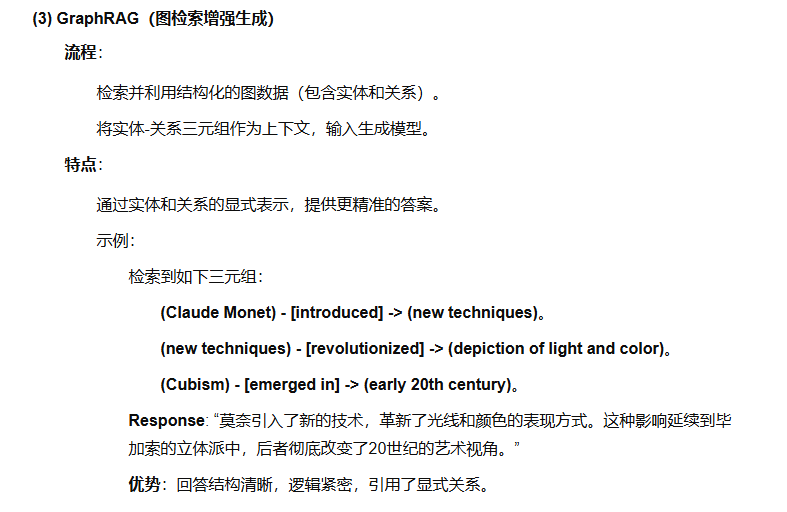 (3) GraphRAG（图检索增强生成）
流程：
检索并利用结构化的图数据（包含实体和关系）。
将实体-关系三元组作为上下文，输入生成模型。
特点：
通过实体和关系的显式表示，提供更精准的答案。
示例：
检索到如下三元组：
(Claude Monet) - [introduced] -> (new techniques)。
(new techniques) - [revolutionized] -> (depiction of light and color)。
(Cubism) - [emerged in] -> (early 20th century)。
Response: “莫奈引入了新的技术，革新了光线和颜色的表现方式。这种影响延续到毕
加索的立体派中，后者彻底改变了20世纪的艺术视角。”
优势：回答结构清晰，逻辑紧密，引用了显式关系。